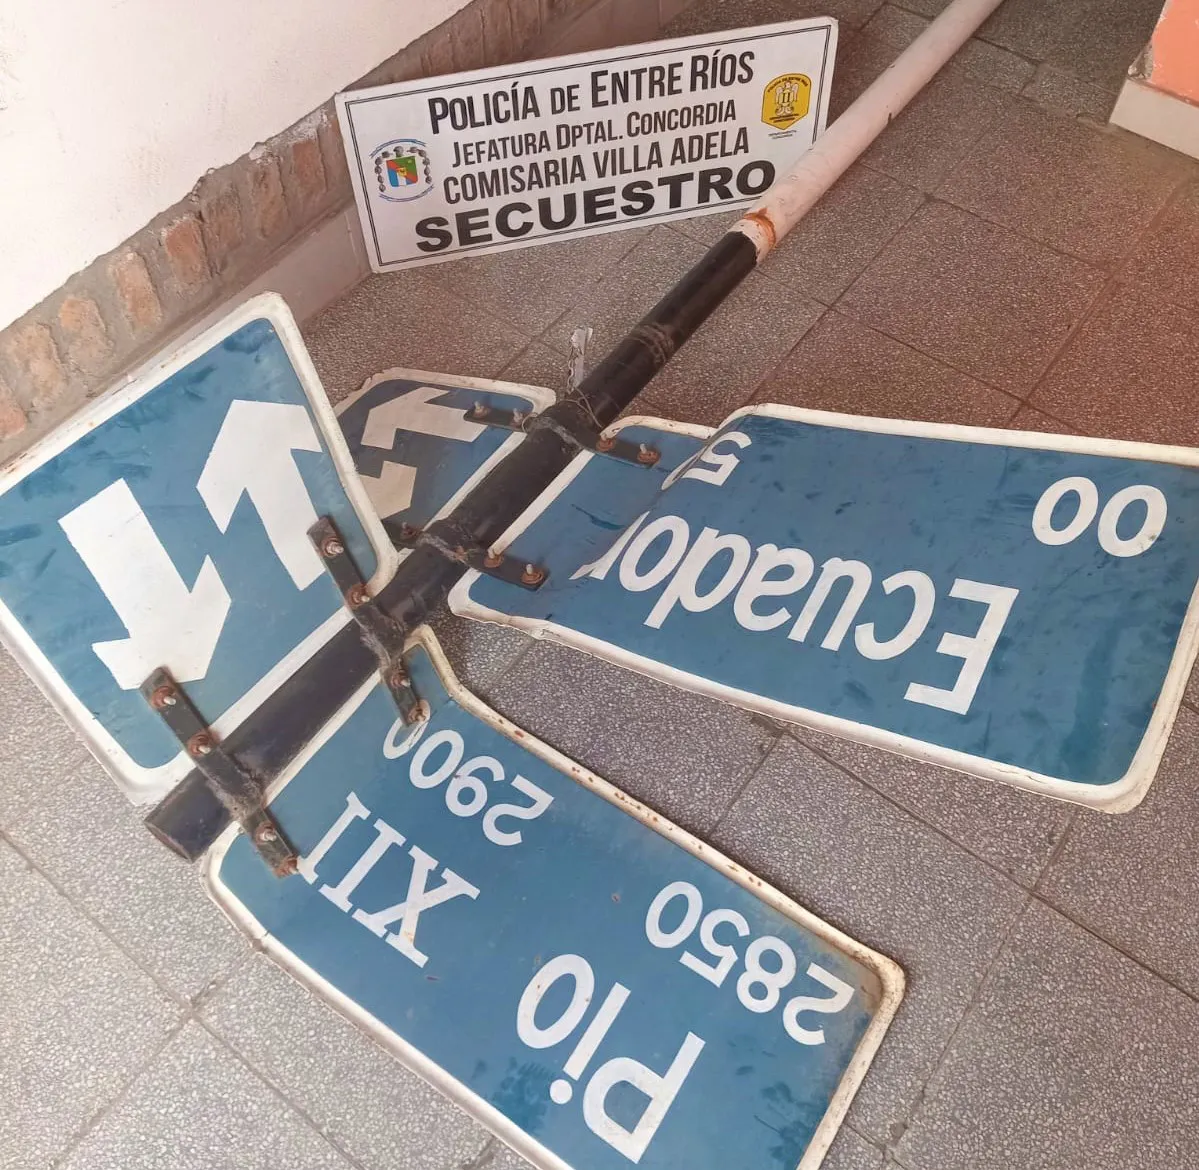 POLICÍA DE ENTRE RÍOS
JEFATURA DPTAL. CONCORDIA
COMISARIA VILLA ADELA
SECUESTRO
00
Ecuador
Pio XII
2850 2900